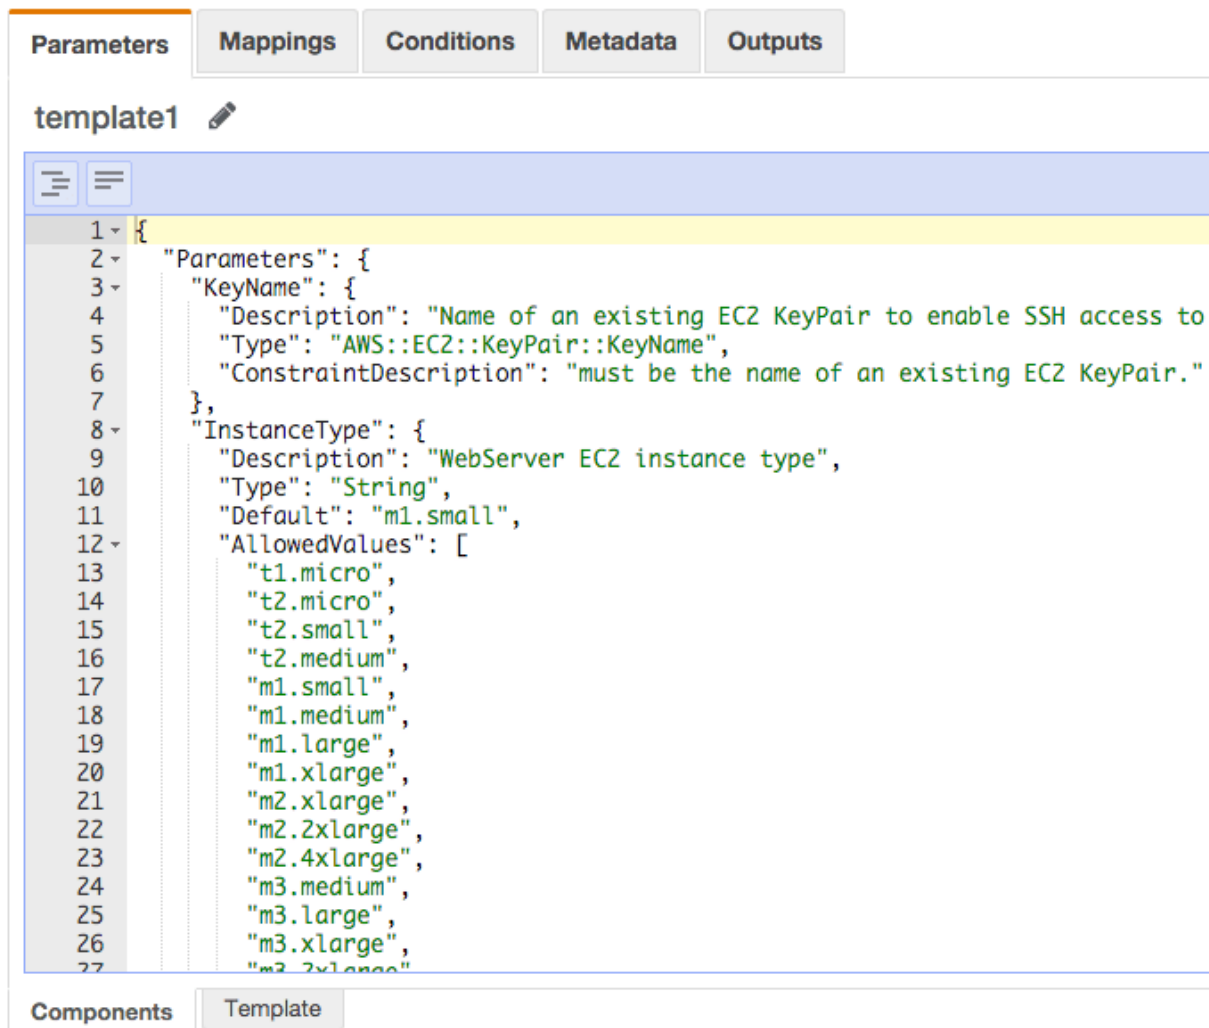 Parameters Mappings Conditions Metadata Outputs
template1
1 {
2 "Parameters": {
3 "KeyName": {
4 "Description": "Name of an existing EC2 KeyPair to enable SSH access to
5 "Type": "AWS::EC2::KeyPair::KeyName",
6 "ConstraintDescription": "must be the name of an existing EC2 KeyPair."
7 },
8 "InstanceType": {
9 "Description": "WebServer EC2 instance type",
10 "Type": "String",
11 "Default": "m1.small",
12 "AllowedValues": [
13 "t1.micro",
14 "t2.micro",
15 "t2.small",
16 "t2.medium",
17 "m1.small",
18 "m1.medium",
19 "m1.large",
20 "m1.xlarge",
21 "m2.xlarge",
22 "m2.2xlarge",
23 "m2.4xlarge",
24 "m3.medium",
25 "m3.large",
26 "m3.xlarge",
27 "m3.2xlarge"
Components Template